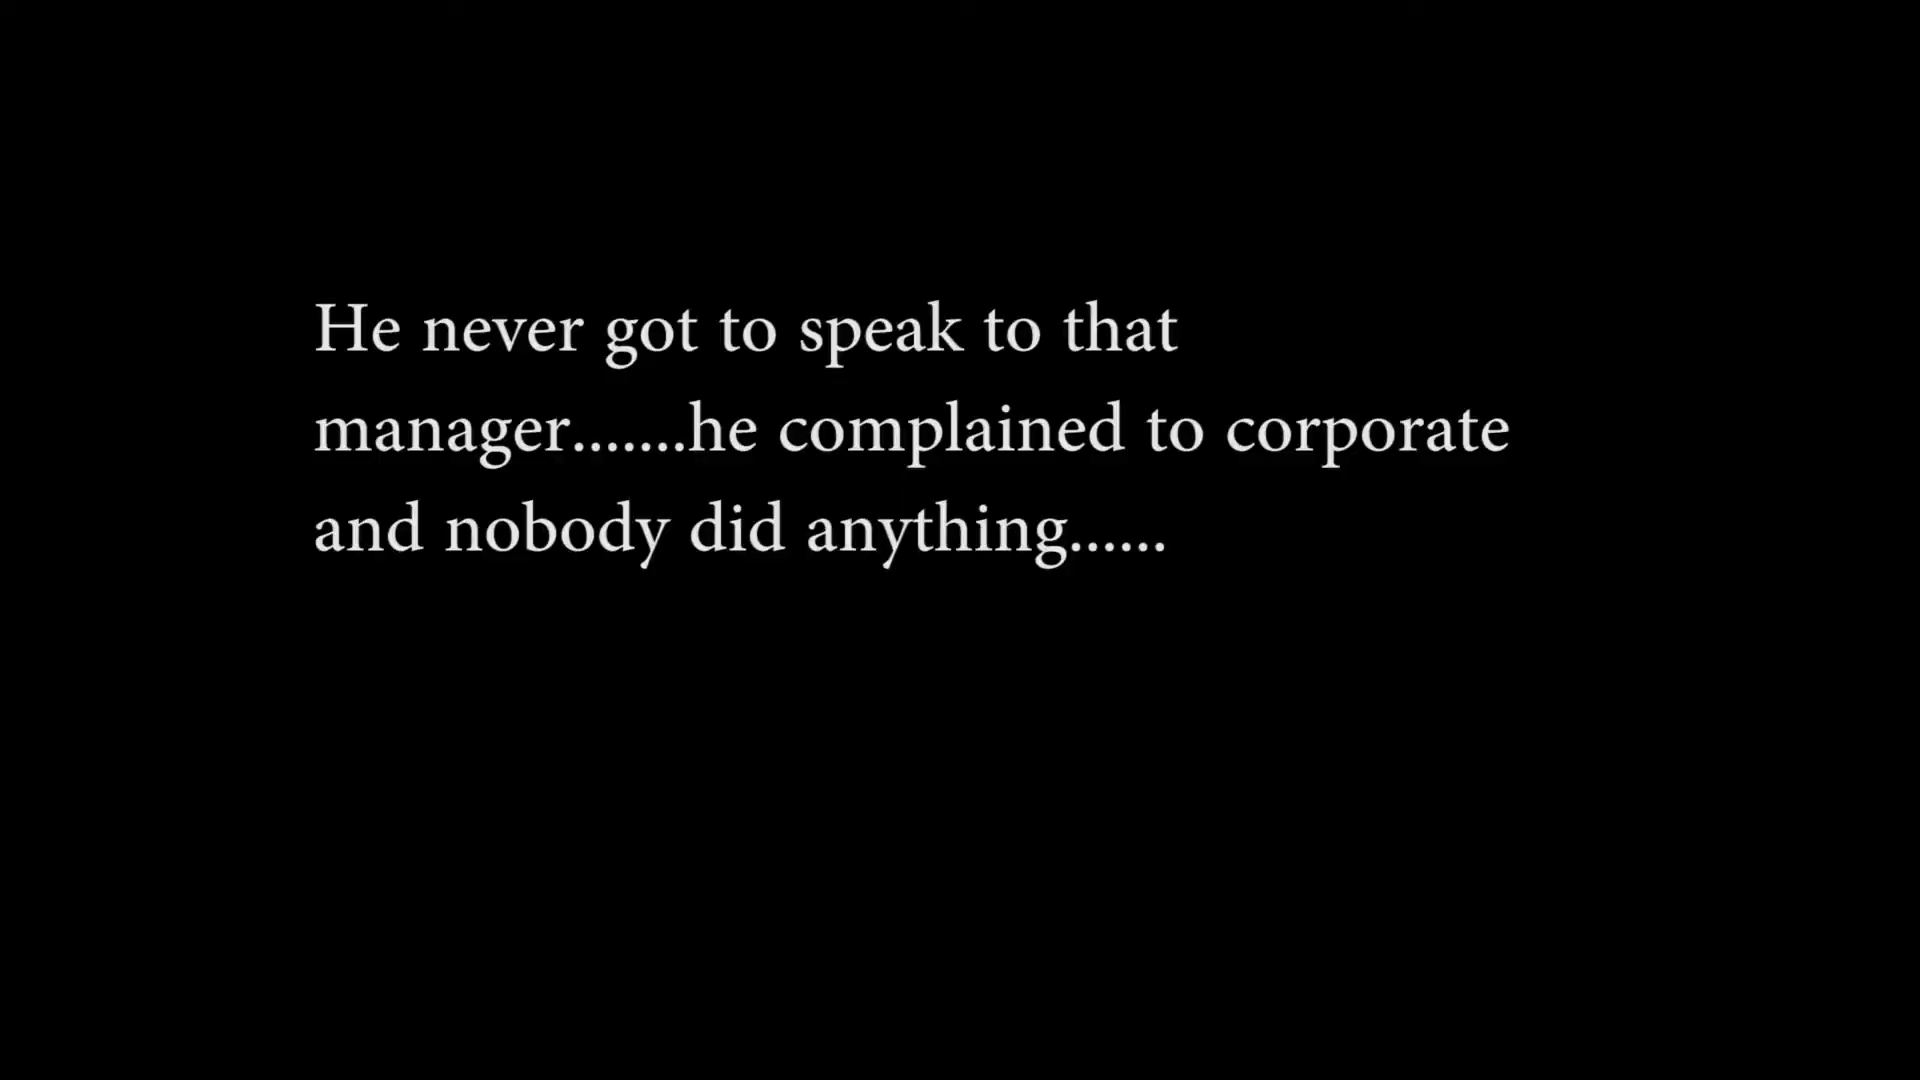 He never got to speak to that
manager.......he complained to corporate
and nobody did anything......